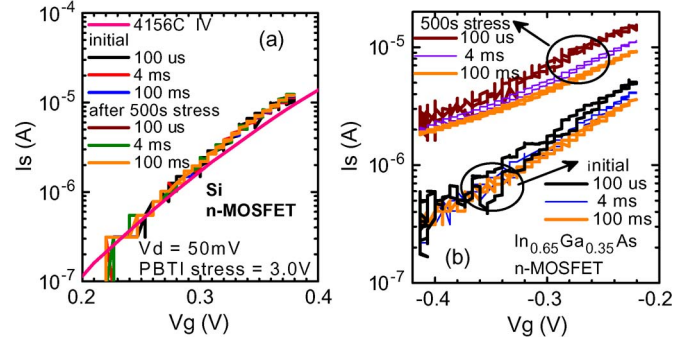 4156C IV
(a)
initial
100 us
4 ms
100 ms
after 500s stress
100 us
4 ms
100 ms
Si
n-MOSFET
Vd = 50mV
PBTI stress = 3.0V
Is (A)
10⁻⁴
10⁻⁵
10⁻⁶
10⁻⁷
0.2
0.3
0.4
Vg (V)
500s stress
100 us
4 ms
100 ms
initial
100 us
4 ms
100 ms
(b)
In₀.₆₅Ga₀.₃₅As
n-MOSFET
Is (A)
10⁻⁵
10⁻⁶
10⁻⁷
-0.4
-0.3
-0.2
Vg (V)